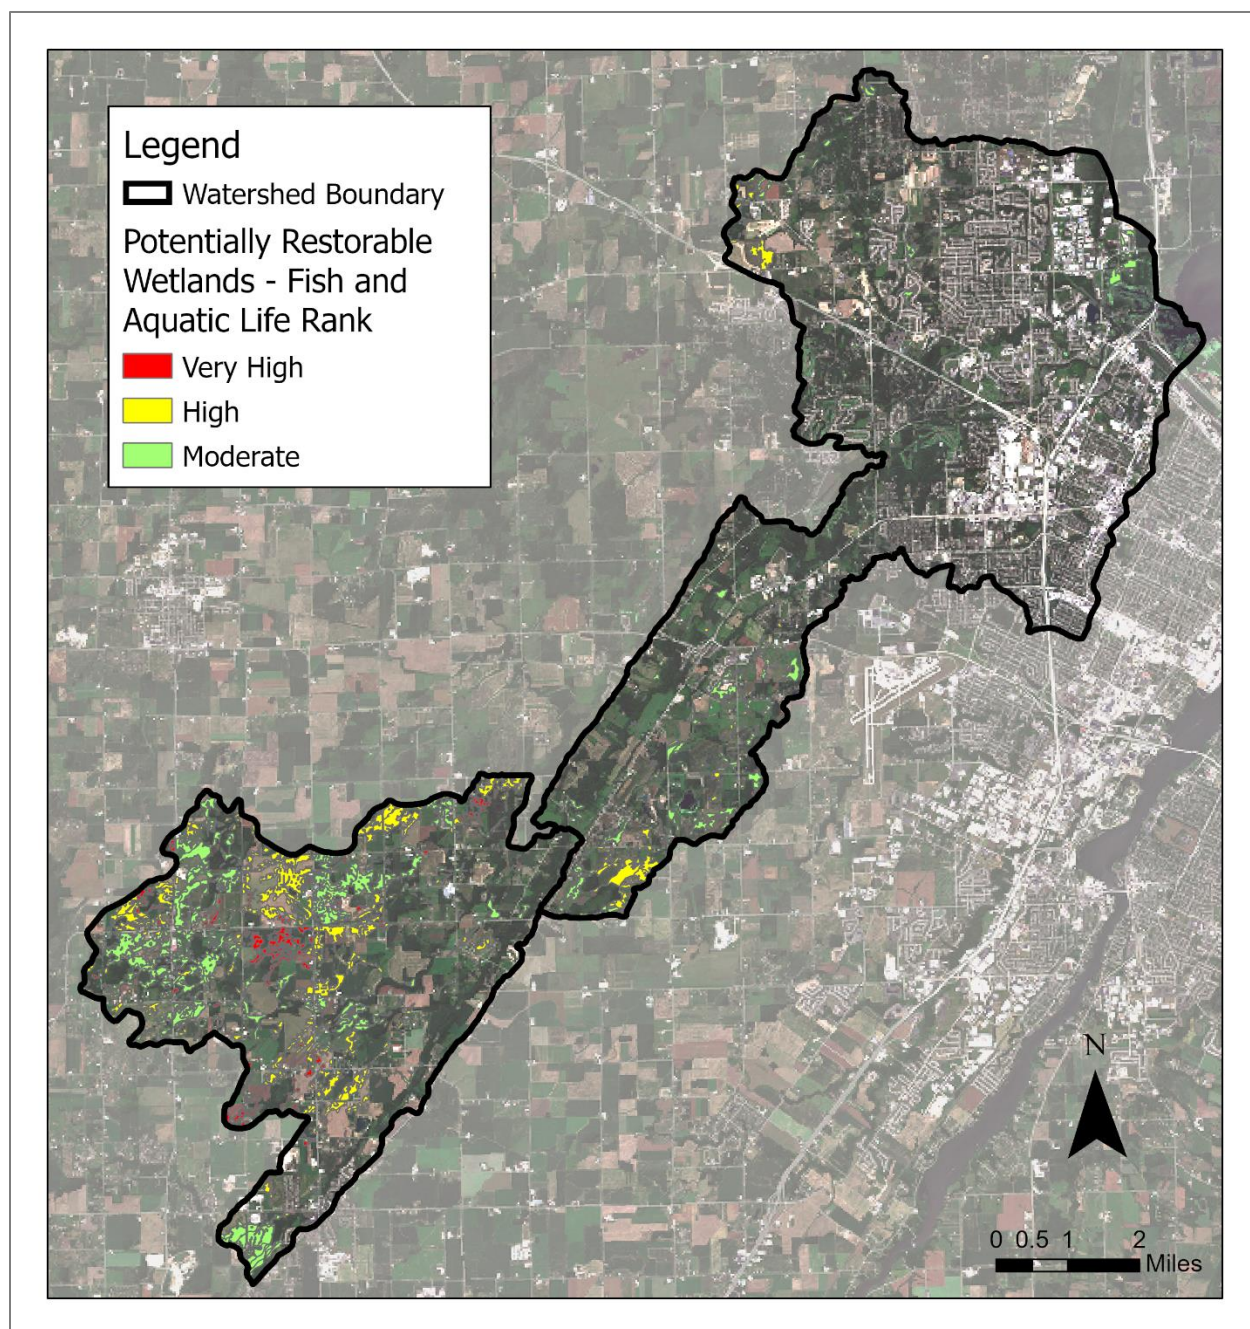 Legend
Watershed Boundary
Potentially Restorable
Wetlands - Fish and
Aquatic Life Rank
Very High
High
Moderate
N
0 0.5 1 2
Miles